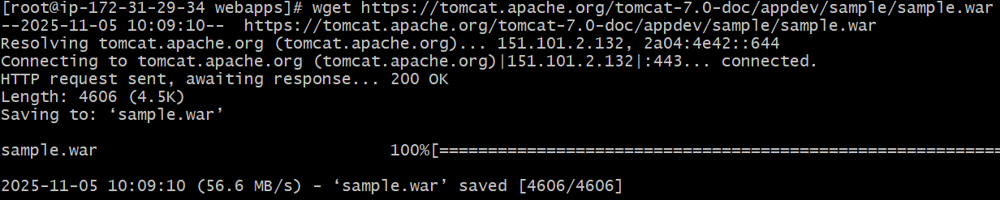 [root@ip-172-31-29-34 webapps]# wget https://tomcat.apache.org/tomcat-7.0-doc/appdev/sample/sample.war
--2025-11-05 10:09:10--  https://tomcat.apache.org/tomcat-7.0-doc/appdev/sample/sample.war
Resolving tomcat.apache.org (tomcat.apache.org)... 151.101.2.132, 2a04:4e42::644
Connecting to tomcat.apache.org (tomcat.apache.org)|151.101.2.132|:443... connected.
HTTP request sent, awaiting response... 200 OK
Length: 4606 (4.5K)
Saving to: ‘sample.war’
sample.war                              100%[==========================================================
2025-11-05 10:09:10 (56.6 MB/s) - ‘sample.war’ saved [4606/4606]